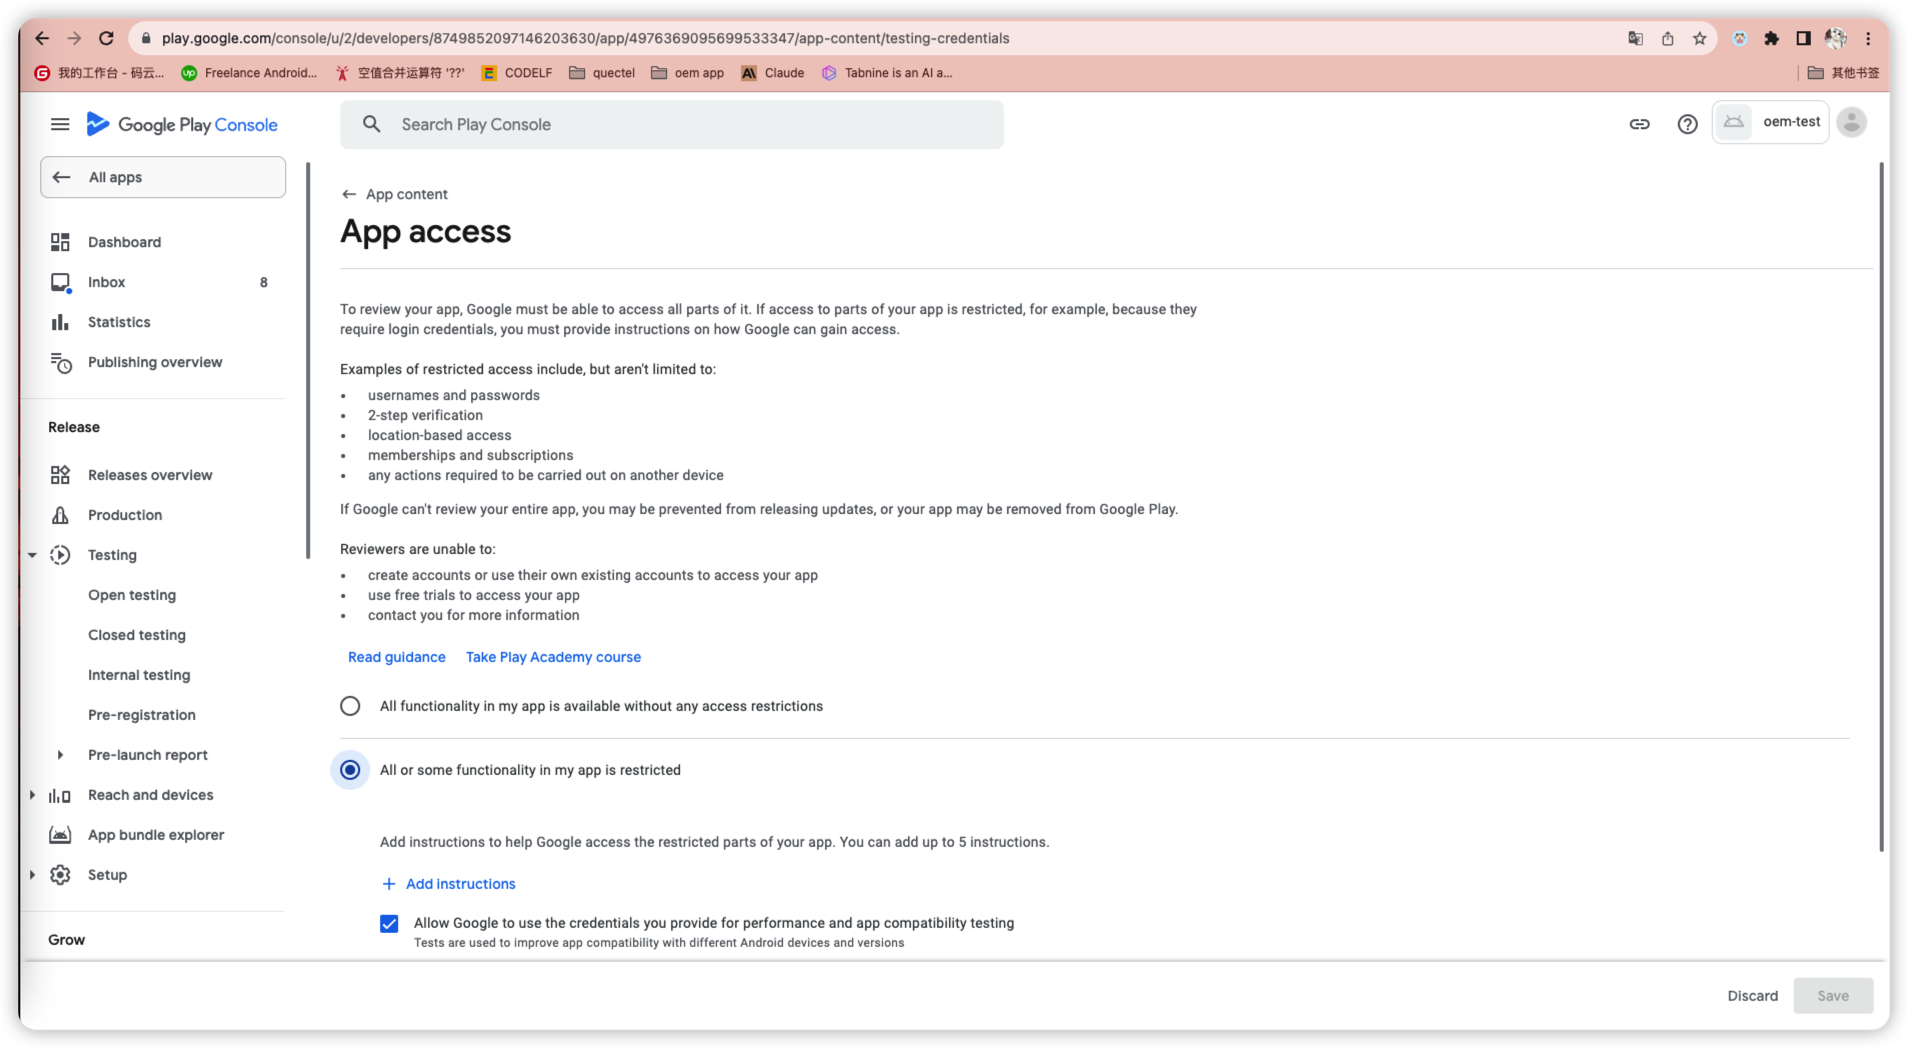 play.google.com/console/u/2/developers/8749852097146203630/app/4976369095699533347/app-content/testing-credentials
我的工作台 - 码云...
Freelance Android...
空值合并运算符 '??'
CODELF
quectel
oem app
Claude
Tabnine is an AI a...
其他书签
Google Play Console
Search Play Console
oem-test
All apps
Dashboard
Inbox 8
Statistics
Publishing overview
Release
Releases overview
Production
Testing
Open testing
Closed testing
Internal testing
Pre-registration
Pre-launch report
Reach and devices
App bundle explorer
Setup
Grow
App content
App access
To review your app, Google must be able to access all parts of it. If access to parts of your app is restricted, for example, because they
require login credentials, you must provide instructions on how Google can gain access.
Examples of restricted access include, but aren't limited to:
• usernames and passwords
• 2-step verification
• location-based access
• memberships and subscriptions
• any actions required to be carried out on another device
If Google can't review your entire app, you may be prevented from releasing updates, or your app may be removed from Google Play.
Reviewers are unable to:
• create accounts or use their own existing accounts to access your app
• use free trials to access your app
• contact you for more information
Read guidance Take Play Academy course
All functionality in my app is available without any access restrictions
All or some functionality in my app is restricted
Add instructions to help Google access the restricted parts of your app. You can add up to 5 instructions.
+ Add instructions
Allow Google to use the credentials you provide for performance and app compatibility testing
Tests are used to improve app compatibility with different Android devices and versions
Discard Save